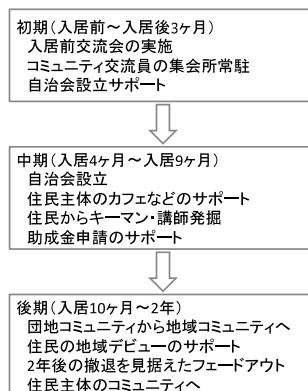 初期（入居前～入居後3ヶ月）
入居前交流会の実施
コミュニティ交流員の集会所常駐
自治会設立サポート
中期（入居4ヶ月～入居9ヶ月）
自治会設立
住民主体のカフェなどのサポート
住民からキーマン・講師発掘
助成金申請のサポート
後期（入居10ヶ月～2年）
団地コミュニティから地域コミュニティへ
住民の地域デビューのサポート
2年後の撤退を見据えたフェードアウト
住民主体のコミュニティへ